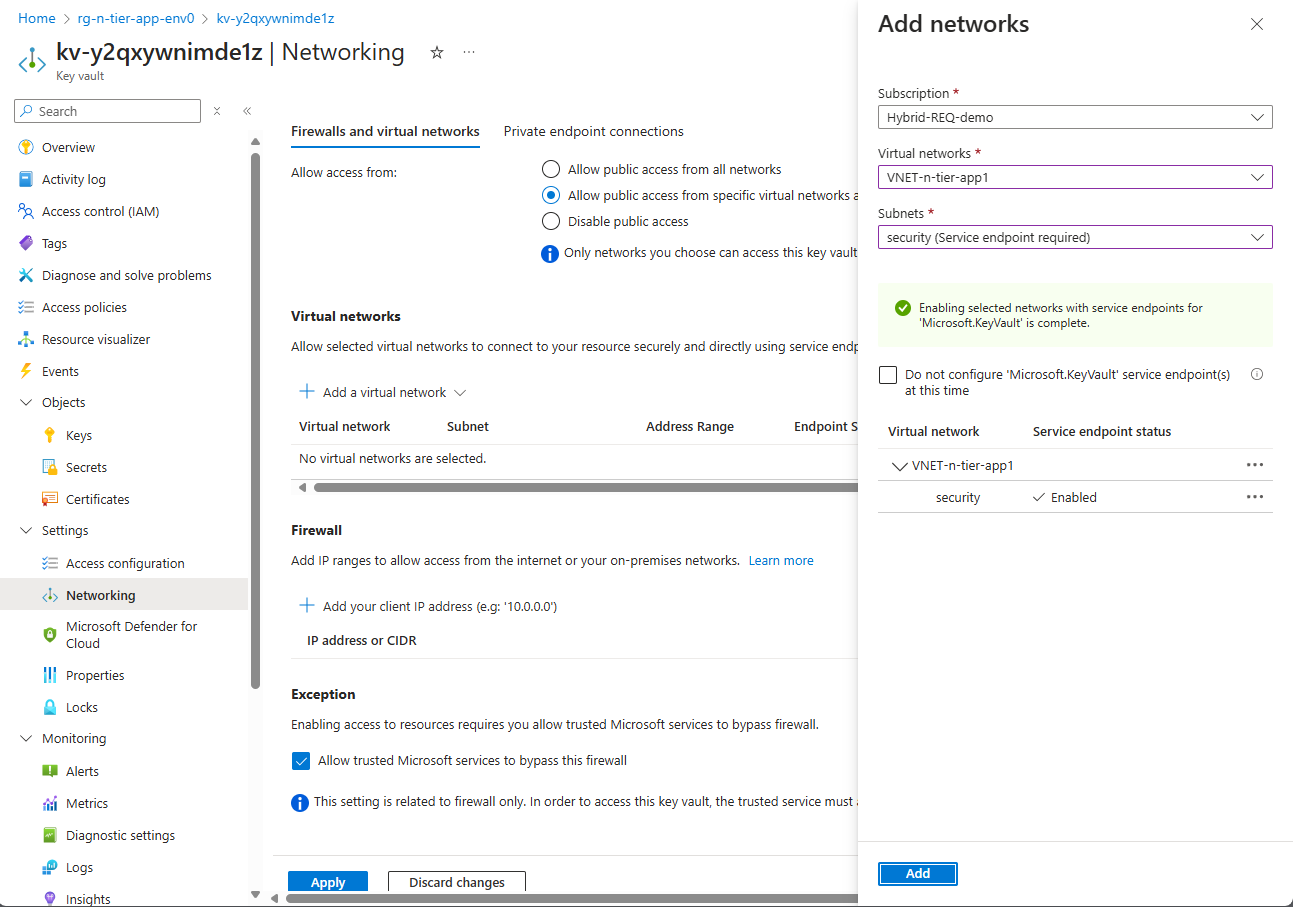 Home > rg-n-tier-app-env0 > kv-y2qxywnimde1z
kv-y2qxywnimde1z | Networking
Key vault
Search
Overview
Activity log
Access control (IAM)
Tags
Diagnose and solve problems
Access policies
Resource visualizer
Events
Objects
Keys
Secrets
Certificates
Settings
Access configuration
Networking
Microsoft Defender for
Cloud
Properties
Locks
Monitoring
Alerts
Metrics
Diagnostic settings
Logs
Insights
Firewalls and virtual networks
Private endpoint connections
Allow access from:
Allow public access from all networks
Allow public access from specific virtual networks a
Disable public access
Only networks you choose can access this key vault
Virtual networks
Allow selected virtual networks to connect to your resource securely and directly using service endp
Add a virtual network
Virtual network Subnet Address Range Endpoint S
No virtual networks are selected.
Firewall
Add IP ranges to allow access from the internet or your on-premises networks. Learn more
Add your client IP address (e.g: '10.0.0.0')
IP address or CIDR
Exception
Enabling access to resources requires you allow trusted Microsoft services to bypass firewall.
Allow trusted Microsoft services to bypass this firewall
This setting is related to firewall only. In order to access this key vault, the trusted service must a
Apply
Discard changes
Add networks
Subscription *
Hybrid-REQ-demo
Virtual networks *
VNET-n-tier-app1
Subnets *
security (Service endpoint required)
Enabling selected networks with service endpoints for
'Microsoft.KeyVault' is complete.
Do not configure 'Microsoft.KeyVault' service endpoint(s)
at this time
Virtual network Service endpoint status
VNET-n-tier-app1
security Enabled
Add